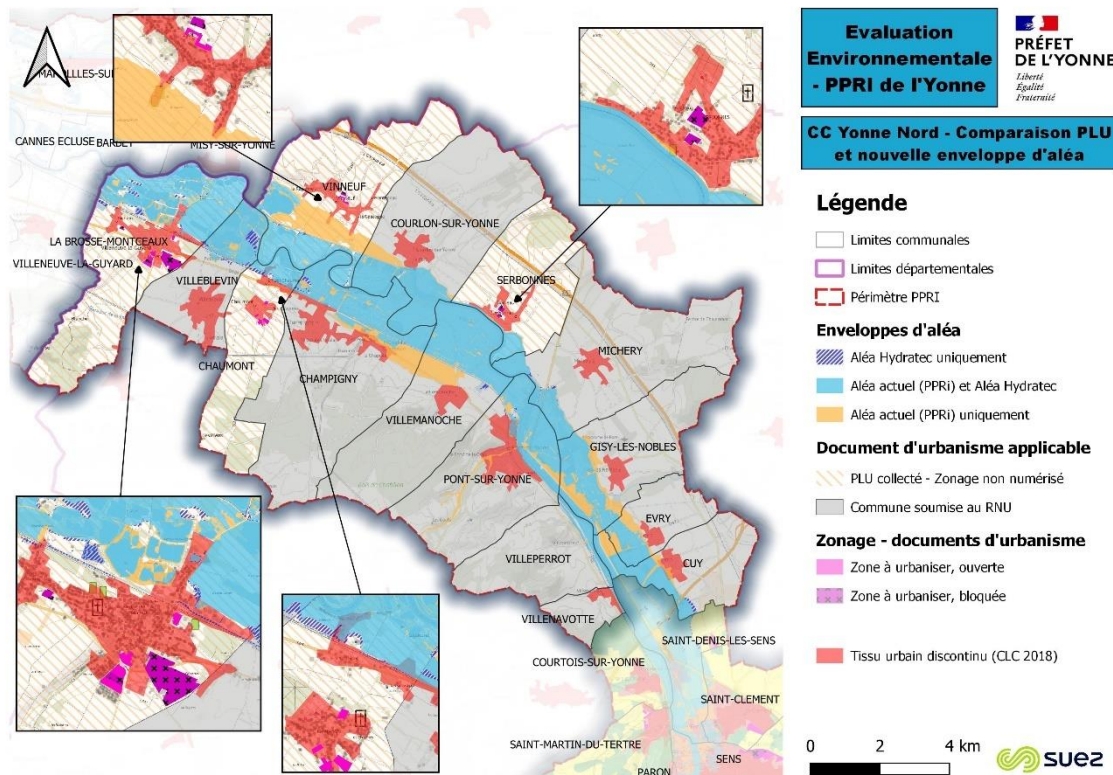 MISY-SUR-YONNE
CANNES ECLUSE
VINNEUF
COURLON-SUR-YONNE
LA BROSSE-MONTCEAUX
VILLENEUVE-LA-GUYARD
VILLEBLEVIN
SERBONNES
MICHERY
CHAUMONT
CHAMPIGNY
VILLEMANOCHE
GISY-LES-NOBLES
PONT-SUR-YONNE
EVRY
VILLEPERROT
CUY
VILLENAVOTTE
SAINT-DENIS-LES-SENS
COURTOIS-SUR-YONNE
SAINT-CLEMENT
SAINT-MARTIN-DU-TERTRE
SENS
PARON
Evaluation
Environnementale
- PPRI de l'Yonne
PRÉFET
DE L'YONNE
Liberté
Égalité
Fraternité
CC Yonne Nord - Comparaison PLU
et nouvelle enveloppe d'aléa
Légende
Limites communales
Limites départementales
Périmètre PPRI
Enveloppes d'aléa
Aléa Hydratec uniquement
Aléa actuel (PPRi) et Aléa Hydratec
Aléa actuel (PPRi) uniquement
Document d'urbanisme applicable
PLU collecté - Zonage non numérisé
Commune soumise au RNU
Zonage - documents d'urbanisme
Zone à urbaniser, ouverte
Zone à urbaniser, bloquée
Tissu urbain discontinu (CLC 2018)
0 2 4 km
suez